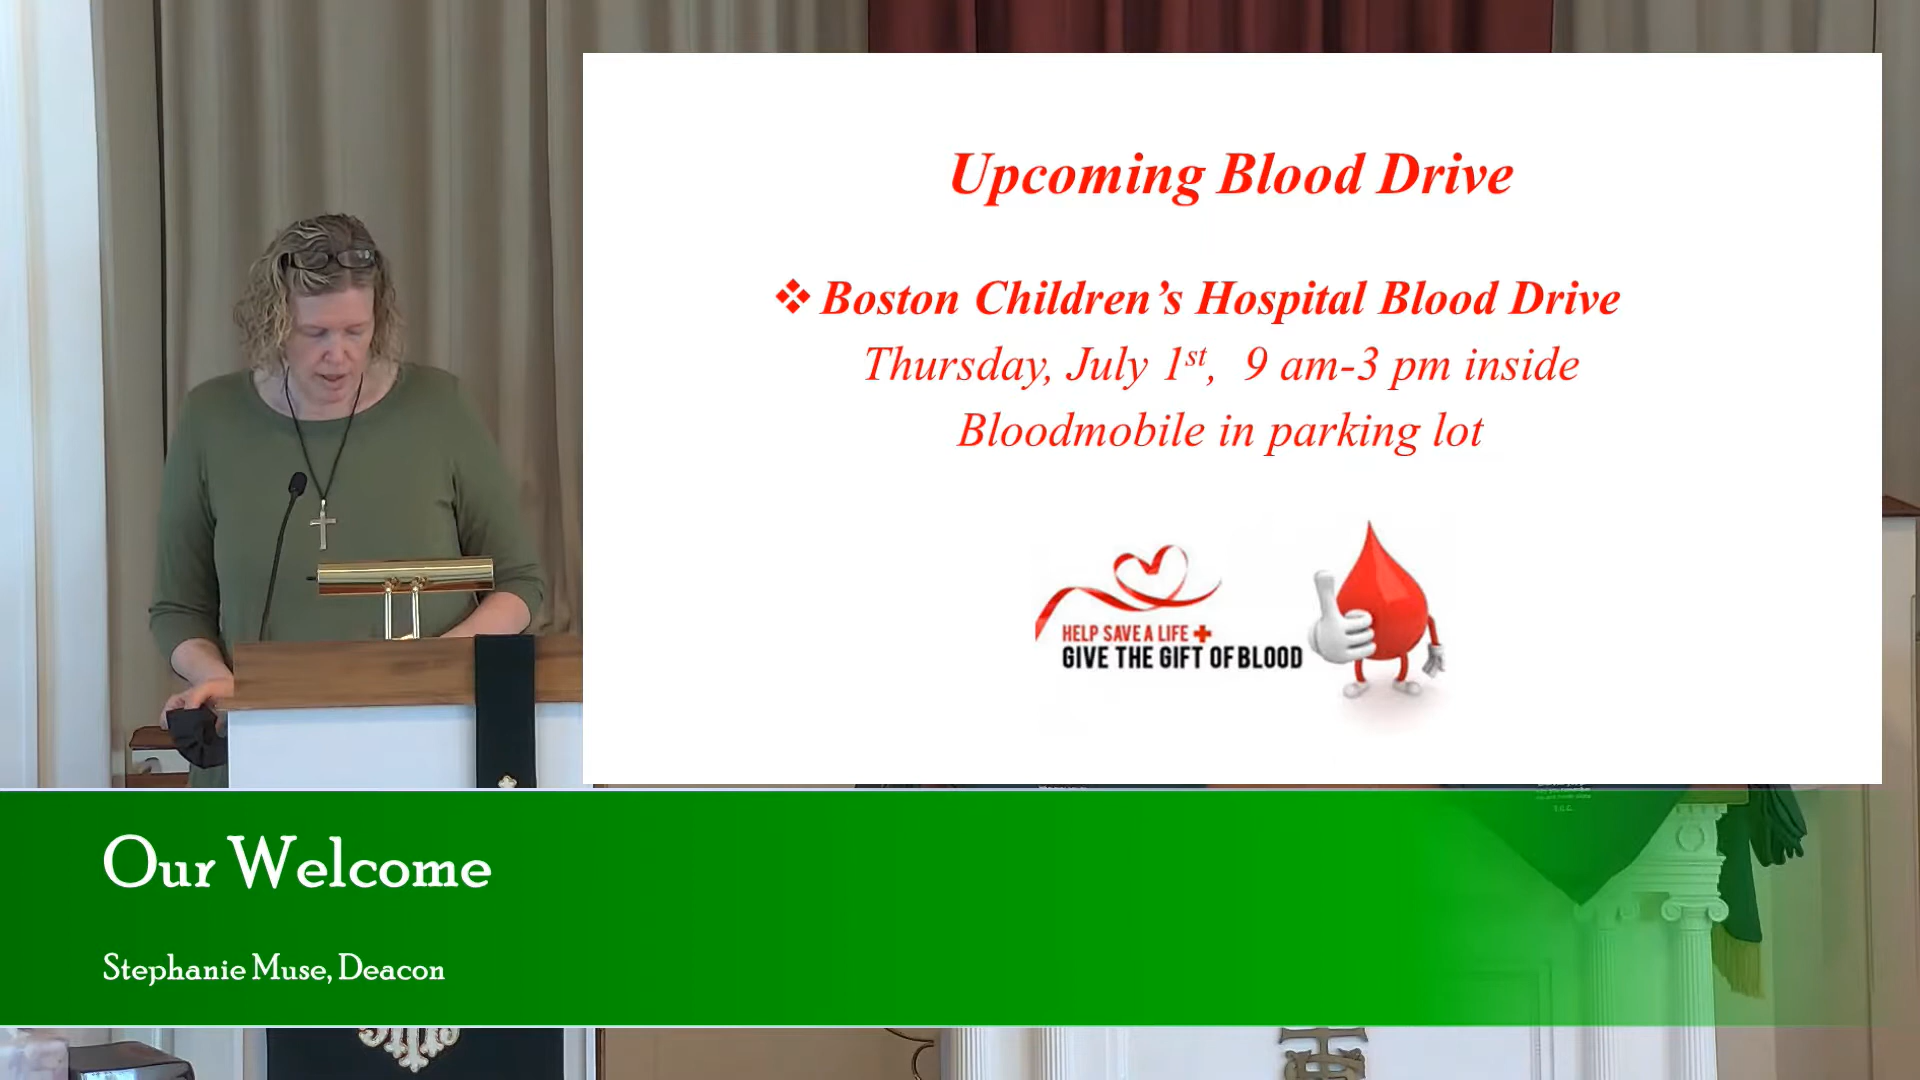 Upcoming Blood Drive
❖ Boston Children’s Hospital Blood Drive
Thursday, July 1st, 9 am-3 pm inside
Bloodmobile in parking lot
HELP SAVE A LIFE +
GIVE THE GIFT OF BLOOD
Our Welcome
Stephanie Muse, Deacon